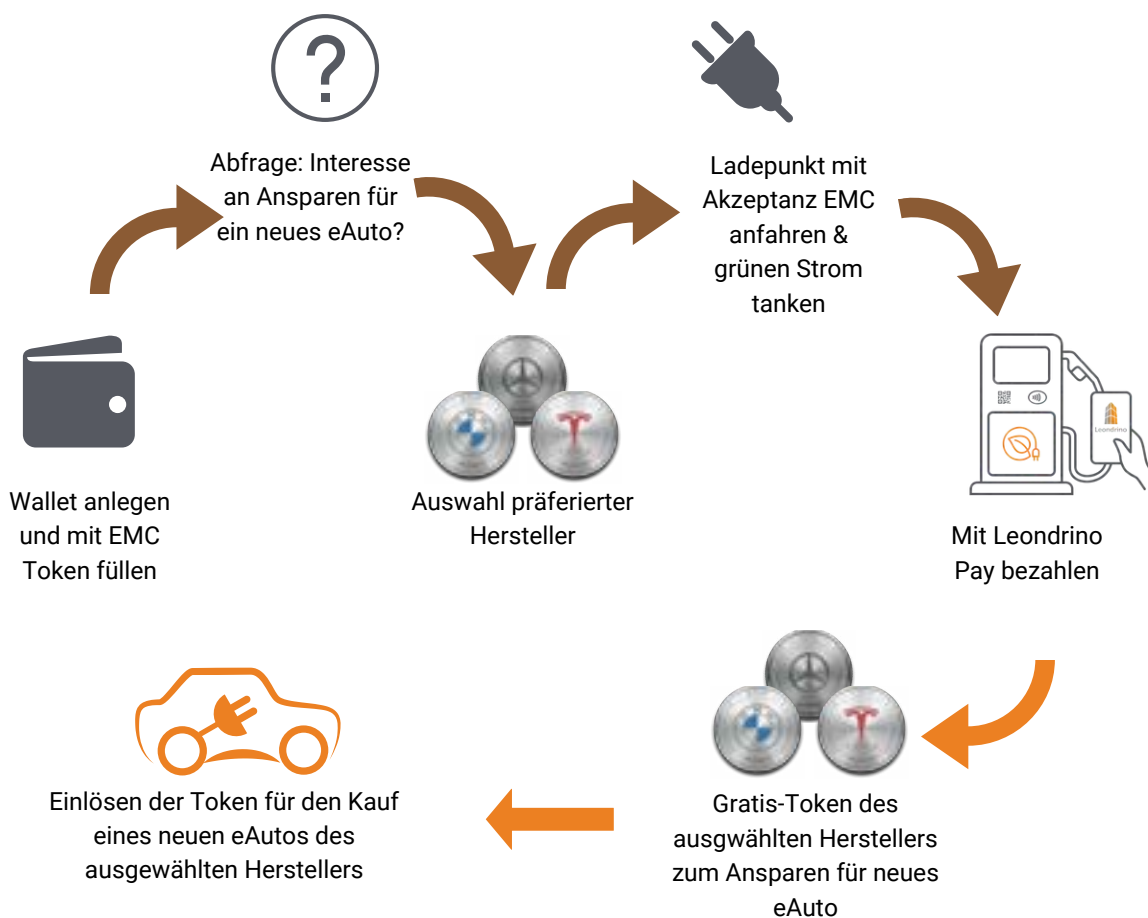 Abfrage: Interesse
an Ansparen für
ein neues eAuto?
Ladepunkt mit
Akzeptanz EMC
anfahren &
grünen Strom
tanken
Wallet anlegen
und mit EMC
Token füllen
Auswahl präferierter
Hersteller
Leondrino
Mit Leondrino
Pay bezahlen
Gratis-Token des
ausgwählten Herstellers
zum Ansparen für neues
eAuto
Einlösen der Token für den Kauf
eines neuen eAutos des
ausgewählten Herstellers